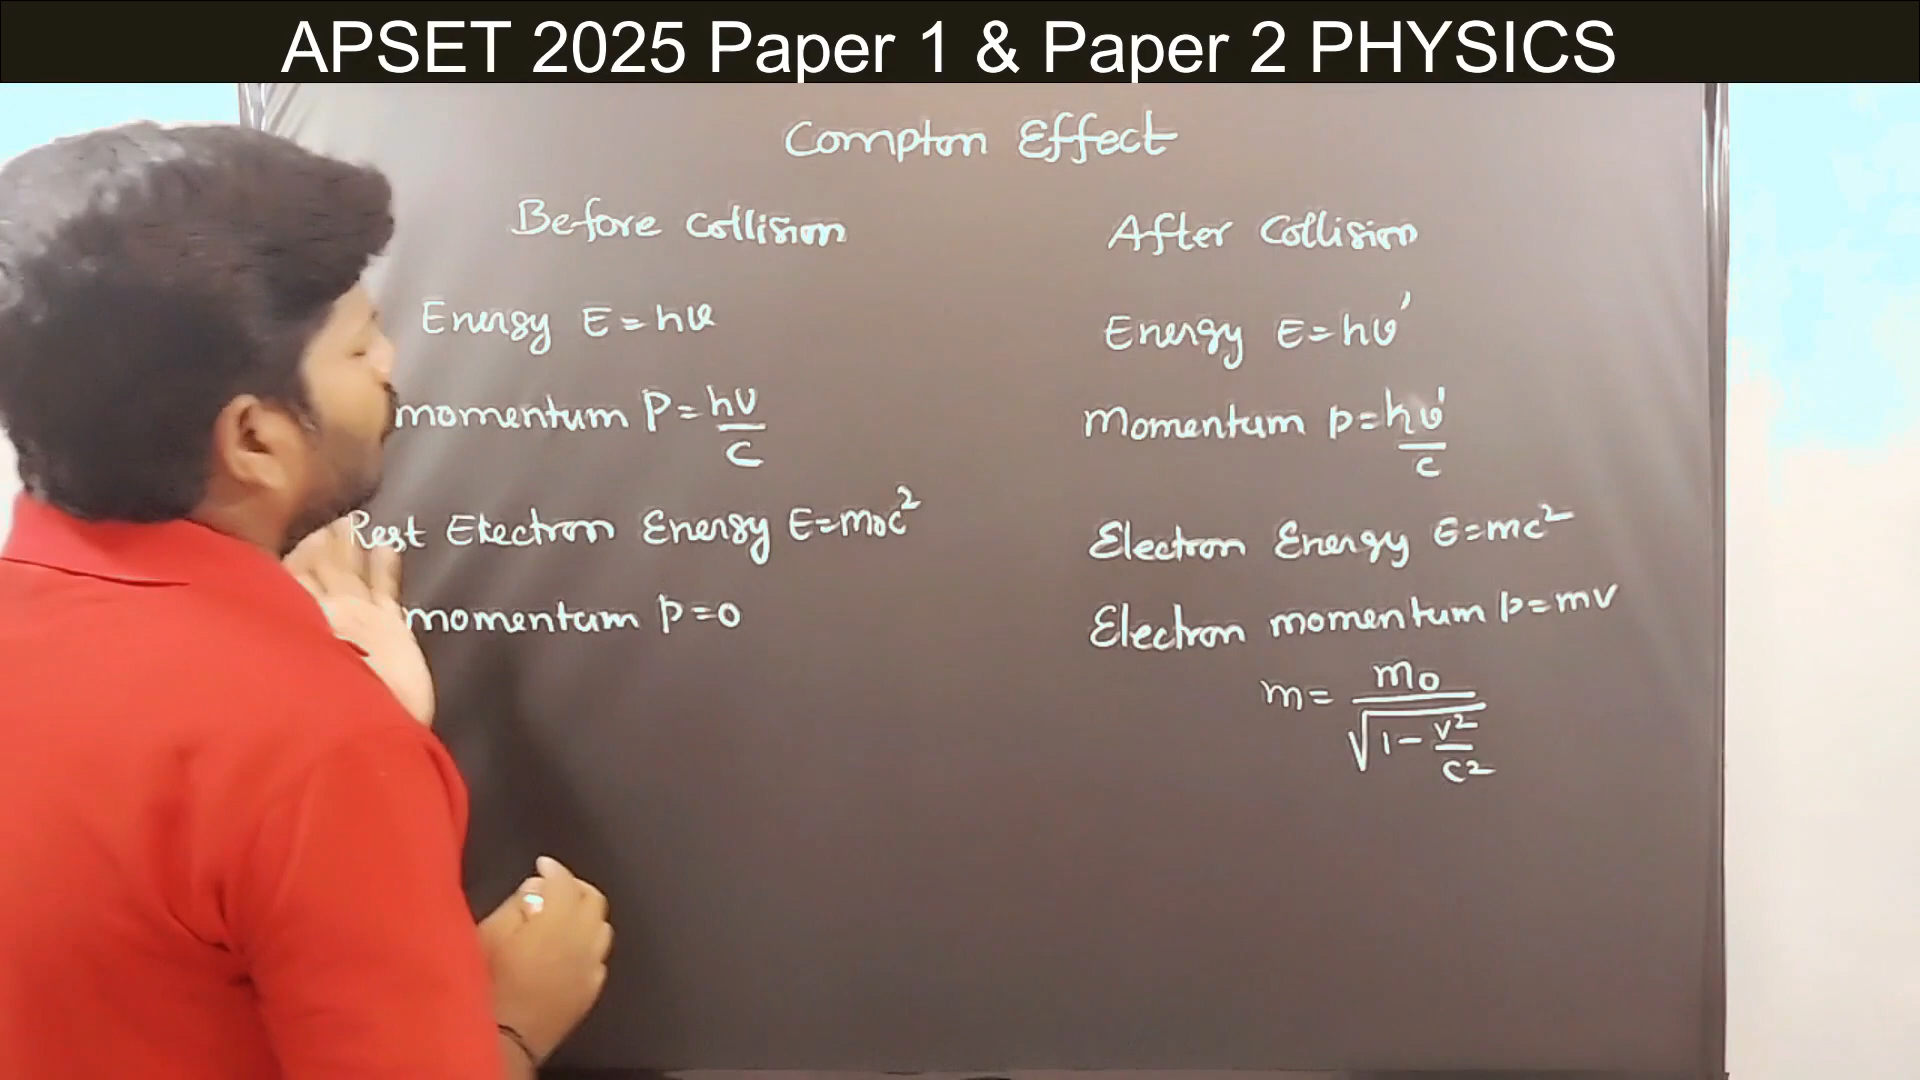 APSET 2025 Paper 1 & Paper 2 PHYSICS
Compton Effect
Before Collision
Energy E = hν
momentum P = hν/c
Rest Electron Energy E=m₀c²
momentum p=0
After Collision
Energy E = hν'
Momentum p = hν'/c
Electron Energy E=mc²
Electron momentum p=mv
m = m₀/√(1 - v²/c²)